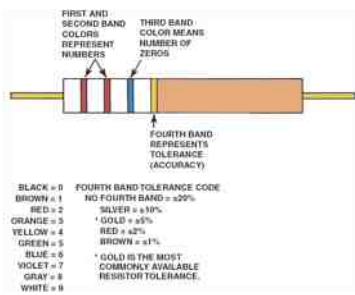 FIRST AND
SECOND BAND
COLORS
REPRESENT
NUMBERS
THIRD BAND
COLOR MEANS
NUMBER OF
ZEROS
FOURTH BAND
REPRESENTS
TOLERANCE
(ACCURACY)
BLACK = 0
BROWN = 1
RED = 2
ORANGE = 3
YELLOW = 4
GREEN = 5
BLUE = 6
VIOLET = 7
GRAY = 8
WHITE = 9
FOURTH BAND TOLERANCE CODE
NO FOURTH BAND = ±20%
SILVER = ±10%
* GOLD = ±5%
RED = ±2%
BROWN = ±1%
* GOLD IS THE MOST
COMMONLY AVAILABLE
RESISTOR TOLERANCE.